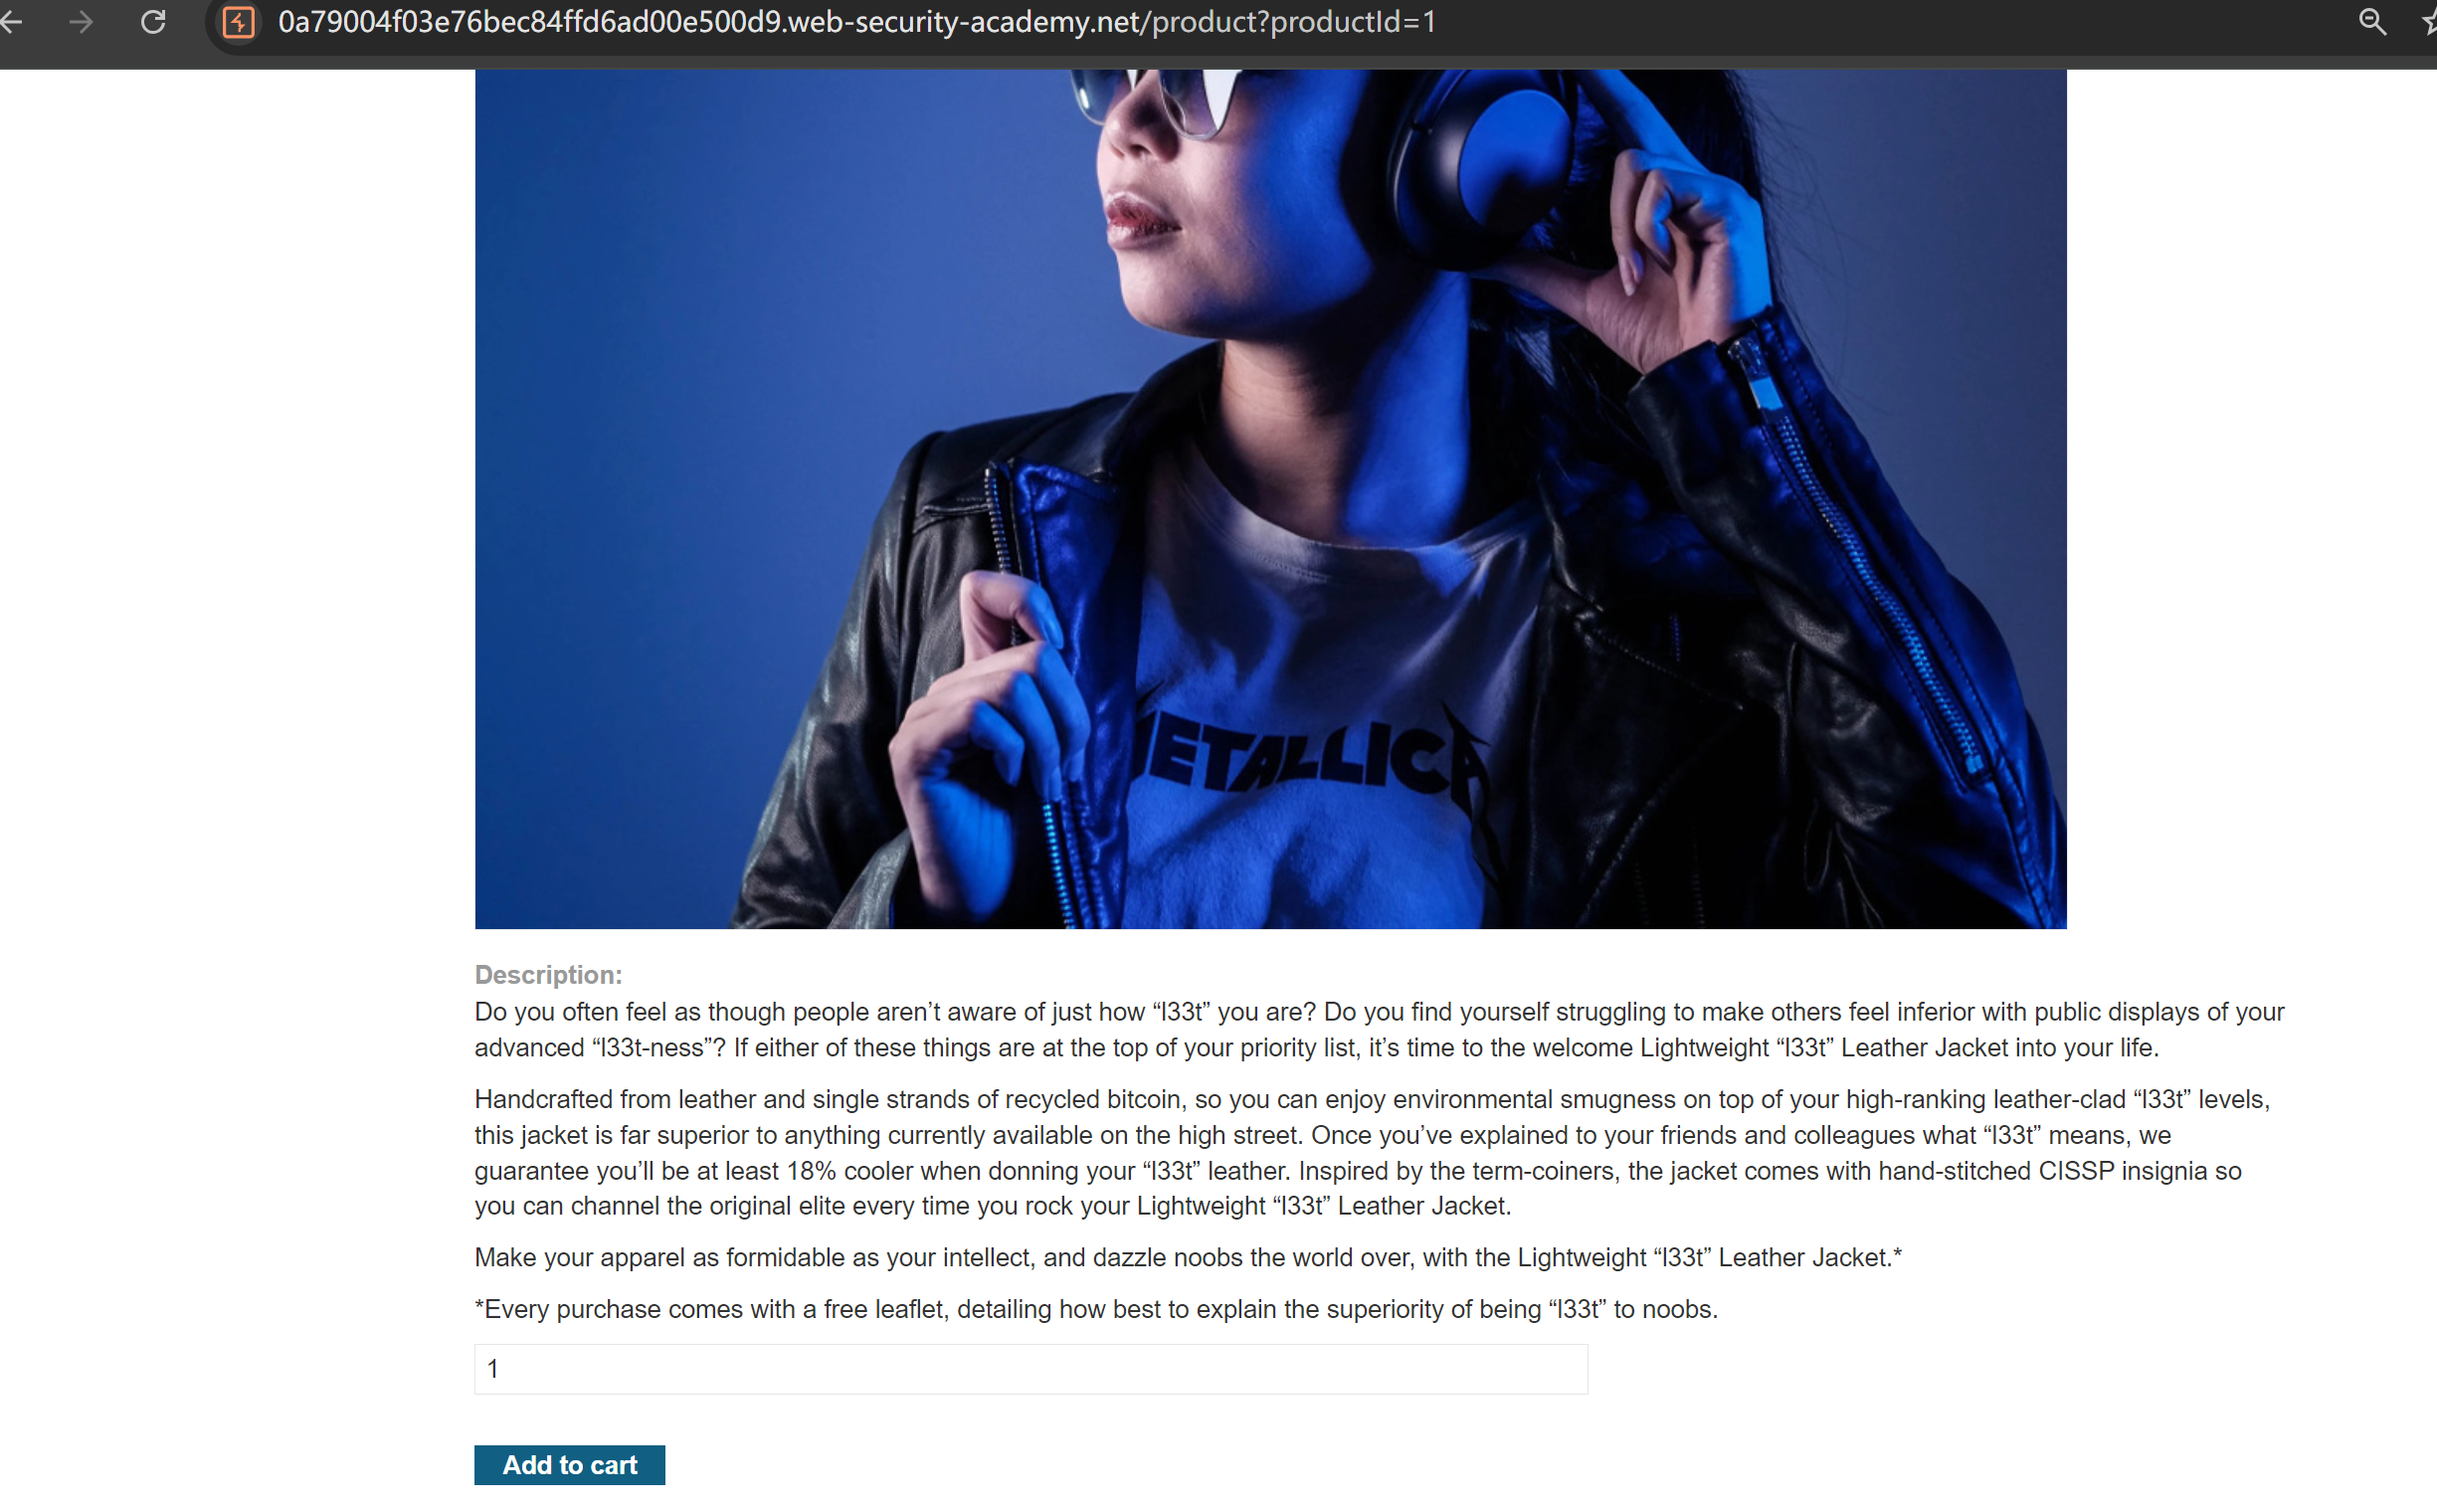 0a79004f03e76bec84ffd6ad00e500d9.web-security-academy.net/product?productId=1
METALLICA
Description:
Do you often feel as though people aren’t aware of just how “l33t” you are? Do you find yourself struggling to make others feel inferior with public displays of your
advanced “l33t-ness”? If either of these things are at the top of your priority list, it’s time to the welcome Lightweight “l33t” Leather Jacket into your life.
Handcrafted from leather and single strands of recycled bitcoin, so you can enjoy environmental smugness on top of your high-ranking leather-clad “l33t” levels,
this jacket is far superior to anything currently available on the high street. Once you’ve explained to your friends and colleagues what “l33t” means, we
guarantee you’ll be at least 18% cooler when donning your “l33t” leather. Inspired by the term-coiners, the jacket comes with hand-stitched CISSP insignia so
you can channel the original elite every time you rock your Lightweight “l33t” Leather Jacket.
Make your apparel as formidable as your intellect, and dazzle noobs the world over, with the Lightweight “l33t” Leather Jacket.*
*Every purchase comes with a free leaflet, detailing how best to explain the superiority of being “l33t” to noobs.
1
Add to cart